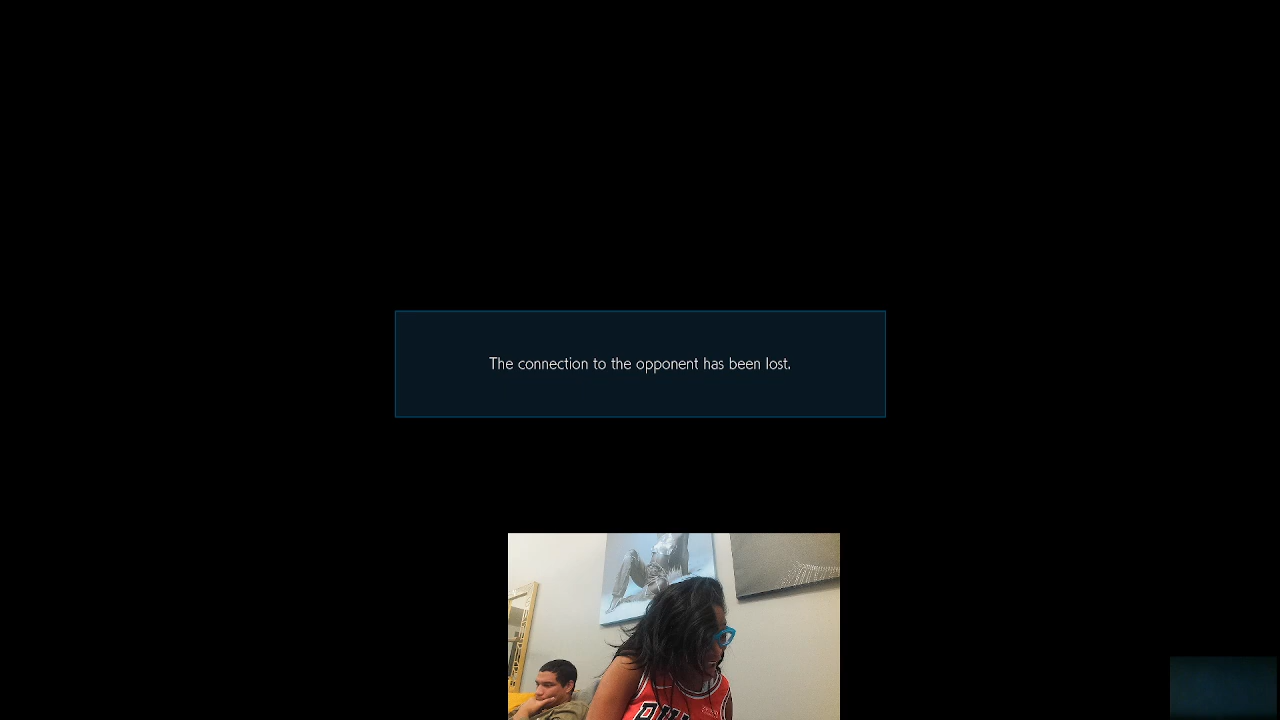 The connection to the opponent has been lost.